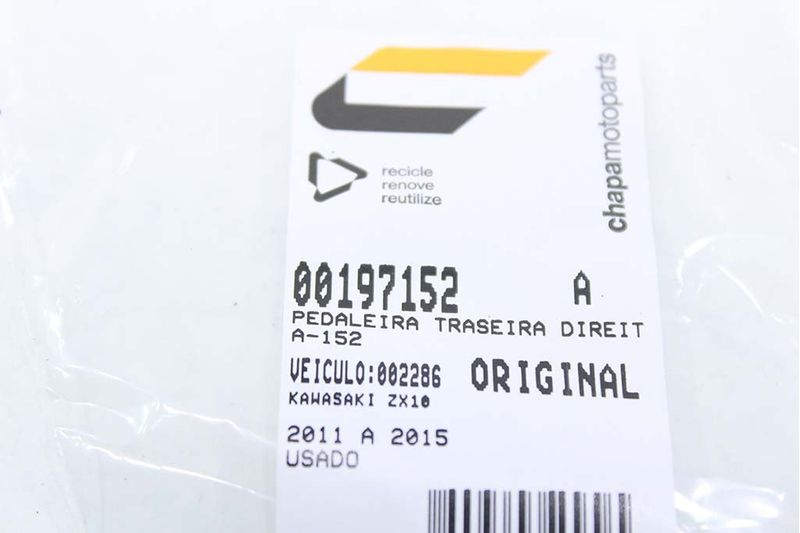 chapamotoparts
recicle
renove
reutilize
00197152 A
PEDALEIRA TRASEIRA DIREIT
A-152
VEICULO:002286 ORIGINAL
KAWASAKI ZX10
2011 A 2015
USADO